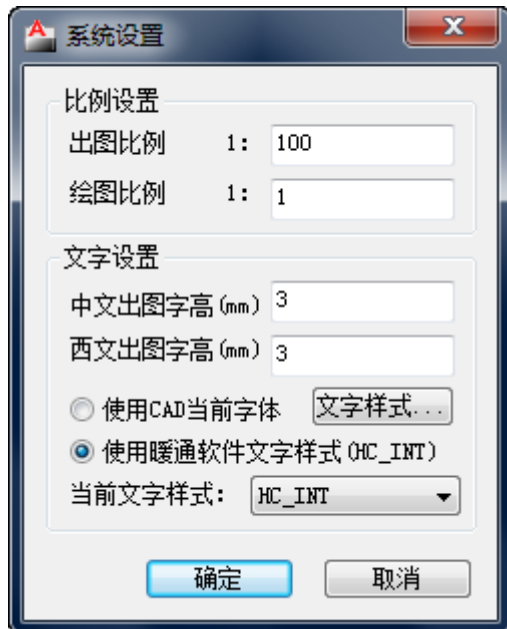 系统设置
比例设置
出图比例 1: 100
绘图比例 1: 1
文字设置
中文出图字高(mm) 3
西文出图字高(mm) 3
使用CAD当前字体 文字样式...
使用暖通软件文字样式(HC_INT)
当前文字样式: HC_INT
确定 取消